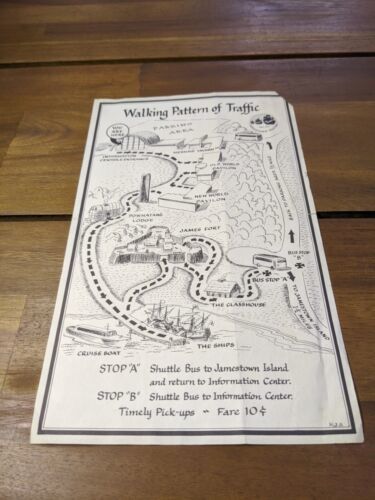 Walking Pattern of Traffic
PARKING
AREA
YOU
ARE
HERE
INFORMATION
CENTER
ENTRANCE
OLD WORLD
PAVILION
NEW WORLD
PAVILION
POWHATANS
LODGE
JAMES FORT
BUS STOP
"B"
BUS STOP "A"
TO JAMESTOWN ISLAND
THE GLASSHOUSE
THE SHIPS
CRUISE BOAT
STOP "A" Shuttle Bus to Jamestown Island
and return to Information Center.
STOP "B" Shuttle Bus to Information Center.
Timely Pick-ups ~ Fare 10¢